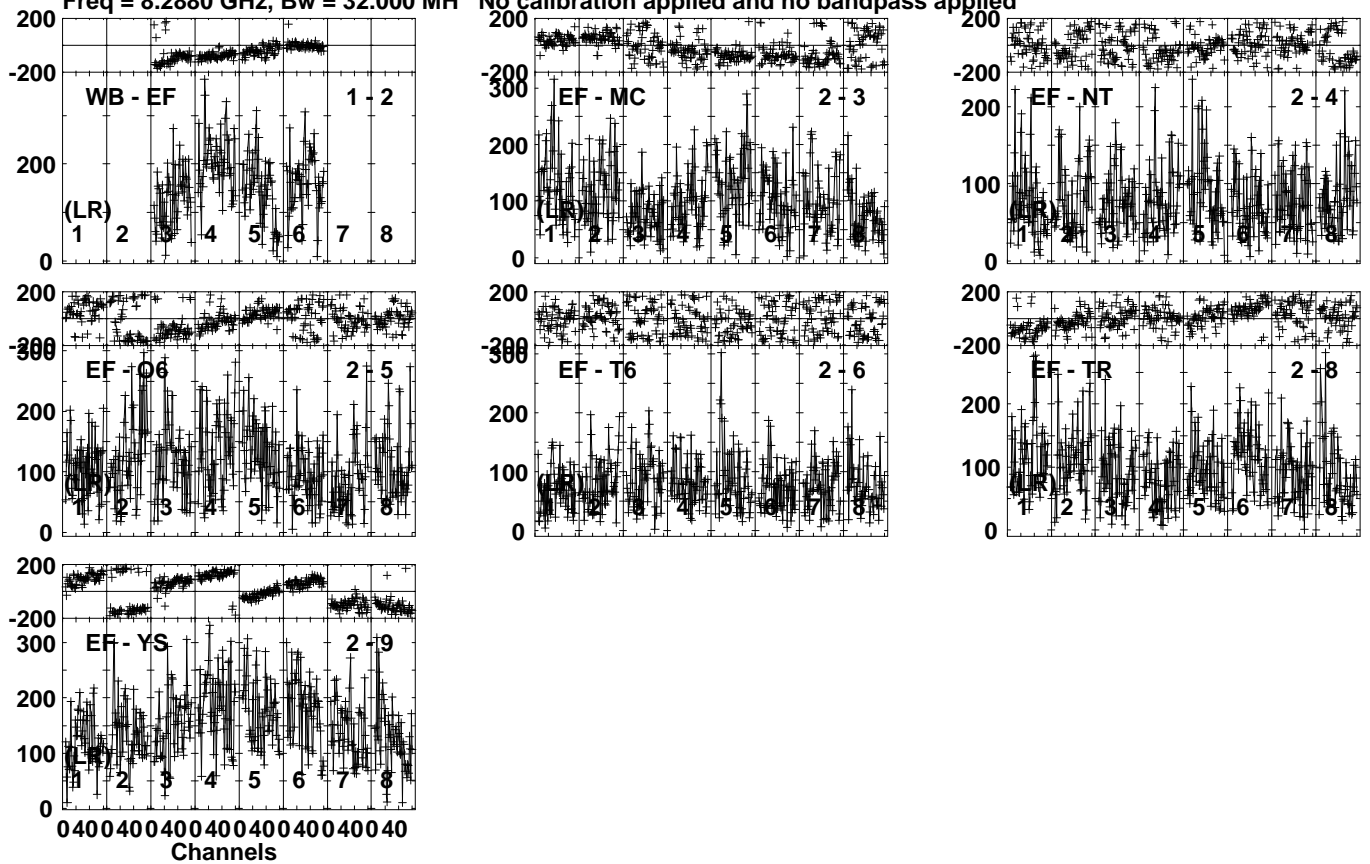 Freq = 8.2880 GHz, Bw = 32.000 MH No calibration applied and no bandpass applied
200
-200
WB - EF 1 - 2
200
(LR)
1 2 3 4 5 6 7 8
0
200
-200
300
EF - MC 2 - 3
200
100
(LR)
1 2 3 4 5 6 7 8
0
200
-200
EF - NT 2 - 4
200
100
(LR)
1 2 3 4 5 6 7 8
0
200
-200
300
EF - O6 2 - 5
200
100
(LR)
1 2 3 4 5 6 7 8
0
200
-200
300
EF - T6 2 - 6
200
100
(LR)
1 2 3 4 5 6 7 8
0
200
-200
EF - TR 2 - 8
200
100
(LR)
1 2 3 4 5 6 7 8
0
200
-200
300
EF - YS 2 - 9
200
100
(LR)
1 2 3 4 5 6 7 8
0
0 40 0 40 0 40 0 40 0 40 0 40 0 40 0 40
Channels